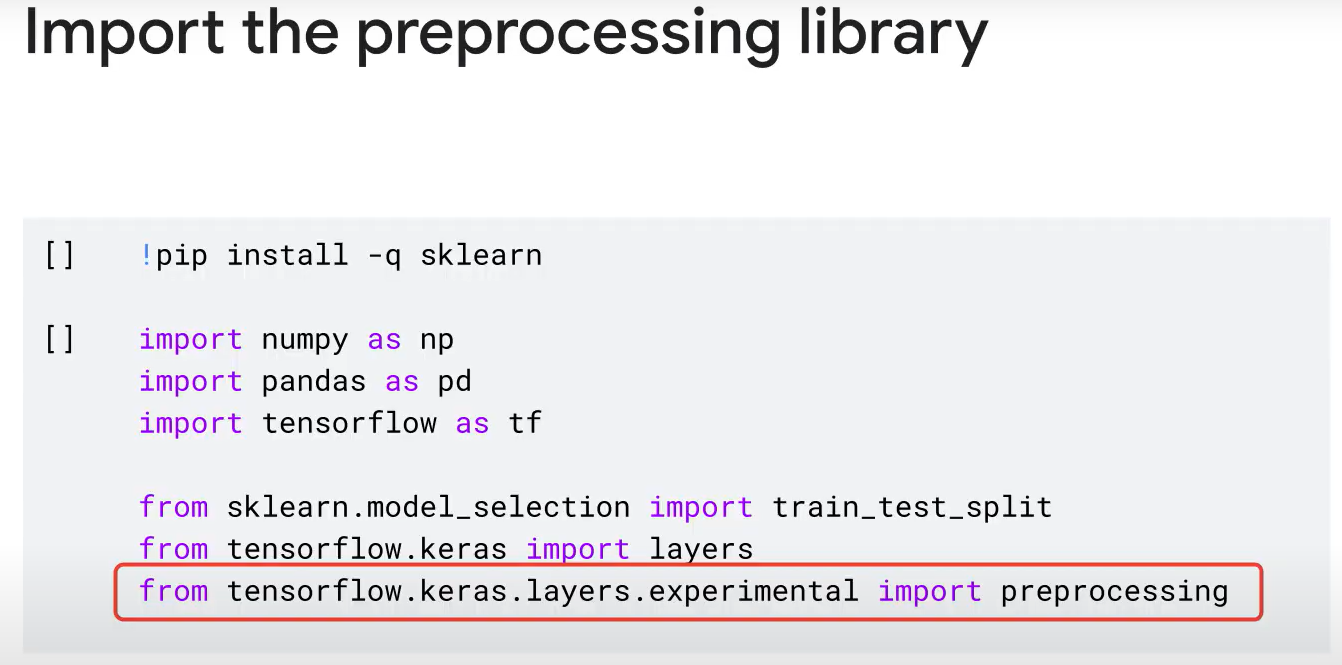 Import the preprocessing library
[] !pip install -q sklearn
[] import numpy as np
import pandas as pd
import tensorflow as tf
from sklearn.model_selection import train_test_split
from tensorflow.keras import layers
from tensorflow.keras.layers.experimental import preprocessing